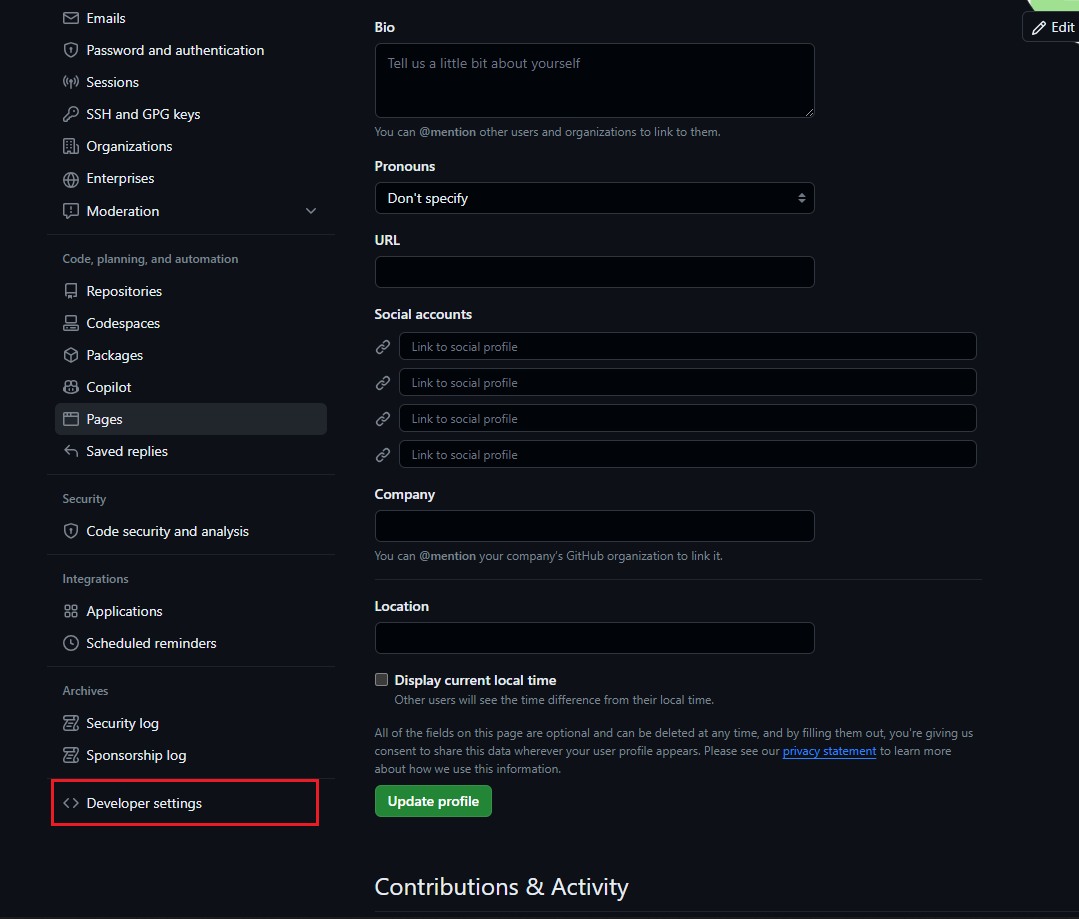 Emails
Password and authentication
Sessions
SSH and GPG keys
Organizations
Enterprises
Moderation
Code, planning, and automation
Repositories
Codespaces
Packages
Copilot
Pages
Saved replies
Security
Code security and analysis
Integrations
Applications
Scheduled reminders
Archives
Security log
Sponsorship log
Developer settings
Edit
Bio
Tell us a little bit about yourself
You can @mention other users and organizations to link to them.
Pronouns
Don't specify
URL
Social accounts
Link to social profile
Link to social profile
Link to social profile
Link to social profile
Company
You can @mention your company's GitHub organization to link it.
Location
Display current local time
Other users will see the time difference from their local time.
All of the fields on this page are optional and can be deleted at any time, and by filling them out, you're giving us
consent to share this data wherever your user profile appears. Please see our privacy statement to learn more
about how we use this information.
Update profile
Contributions & Activity